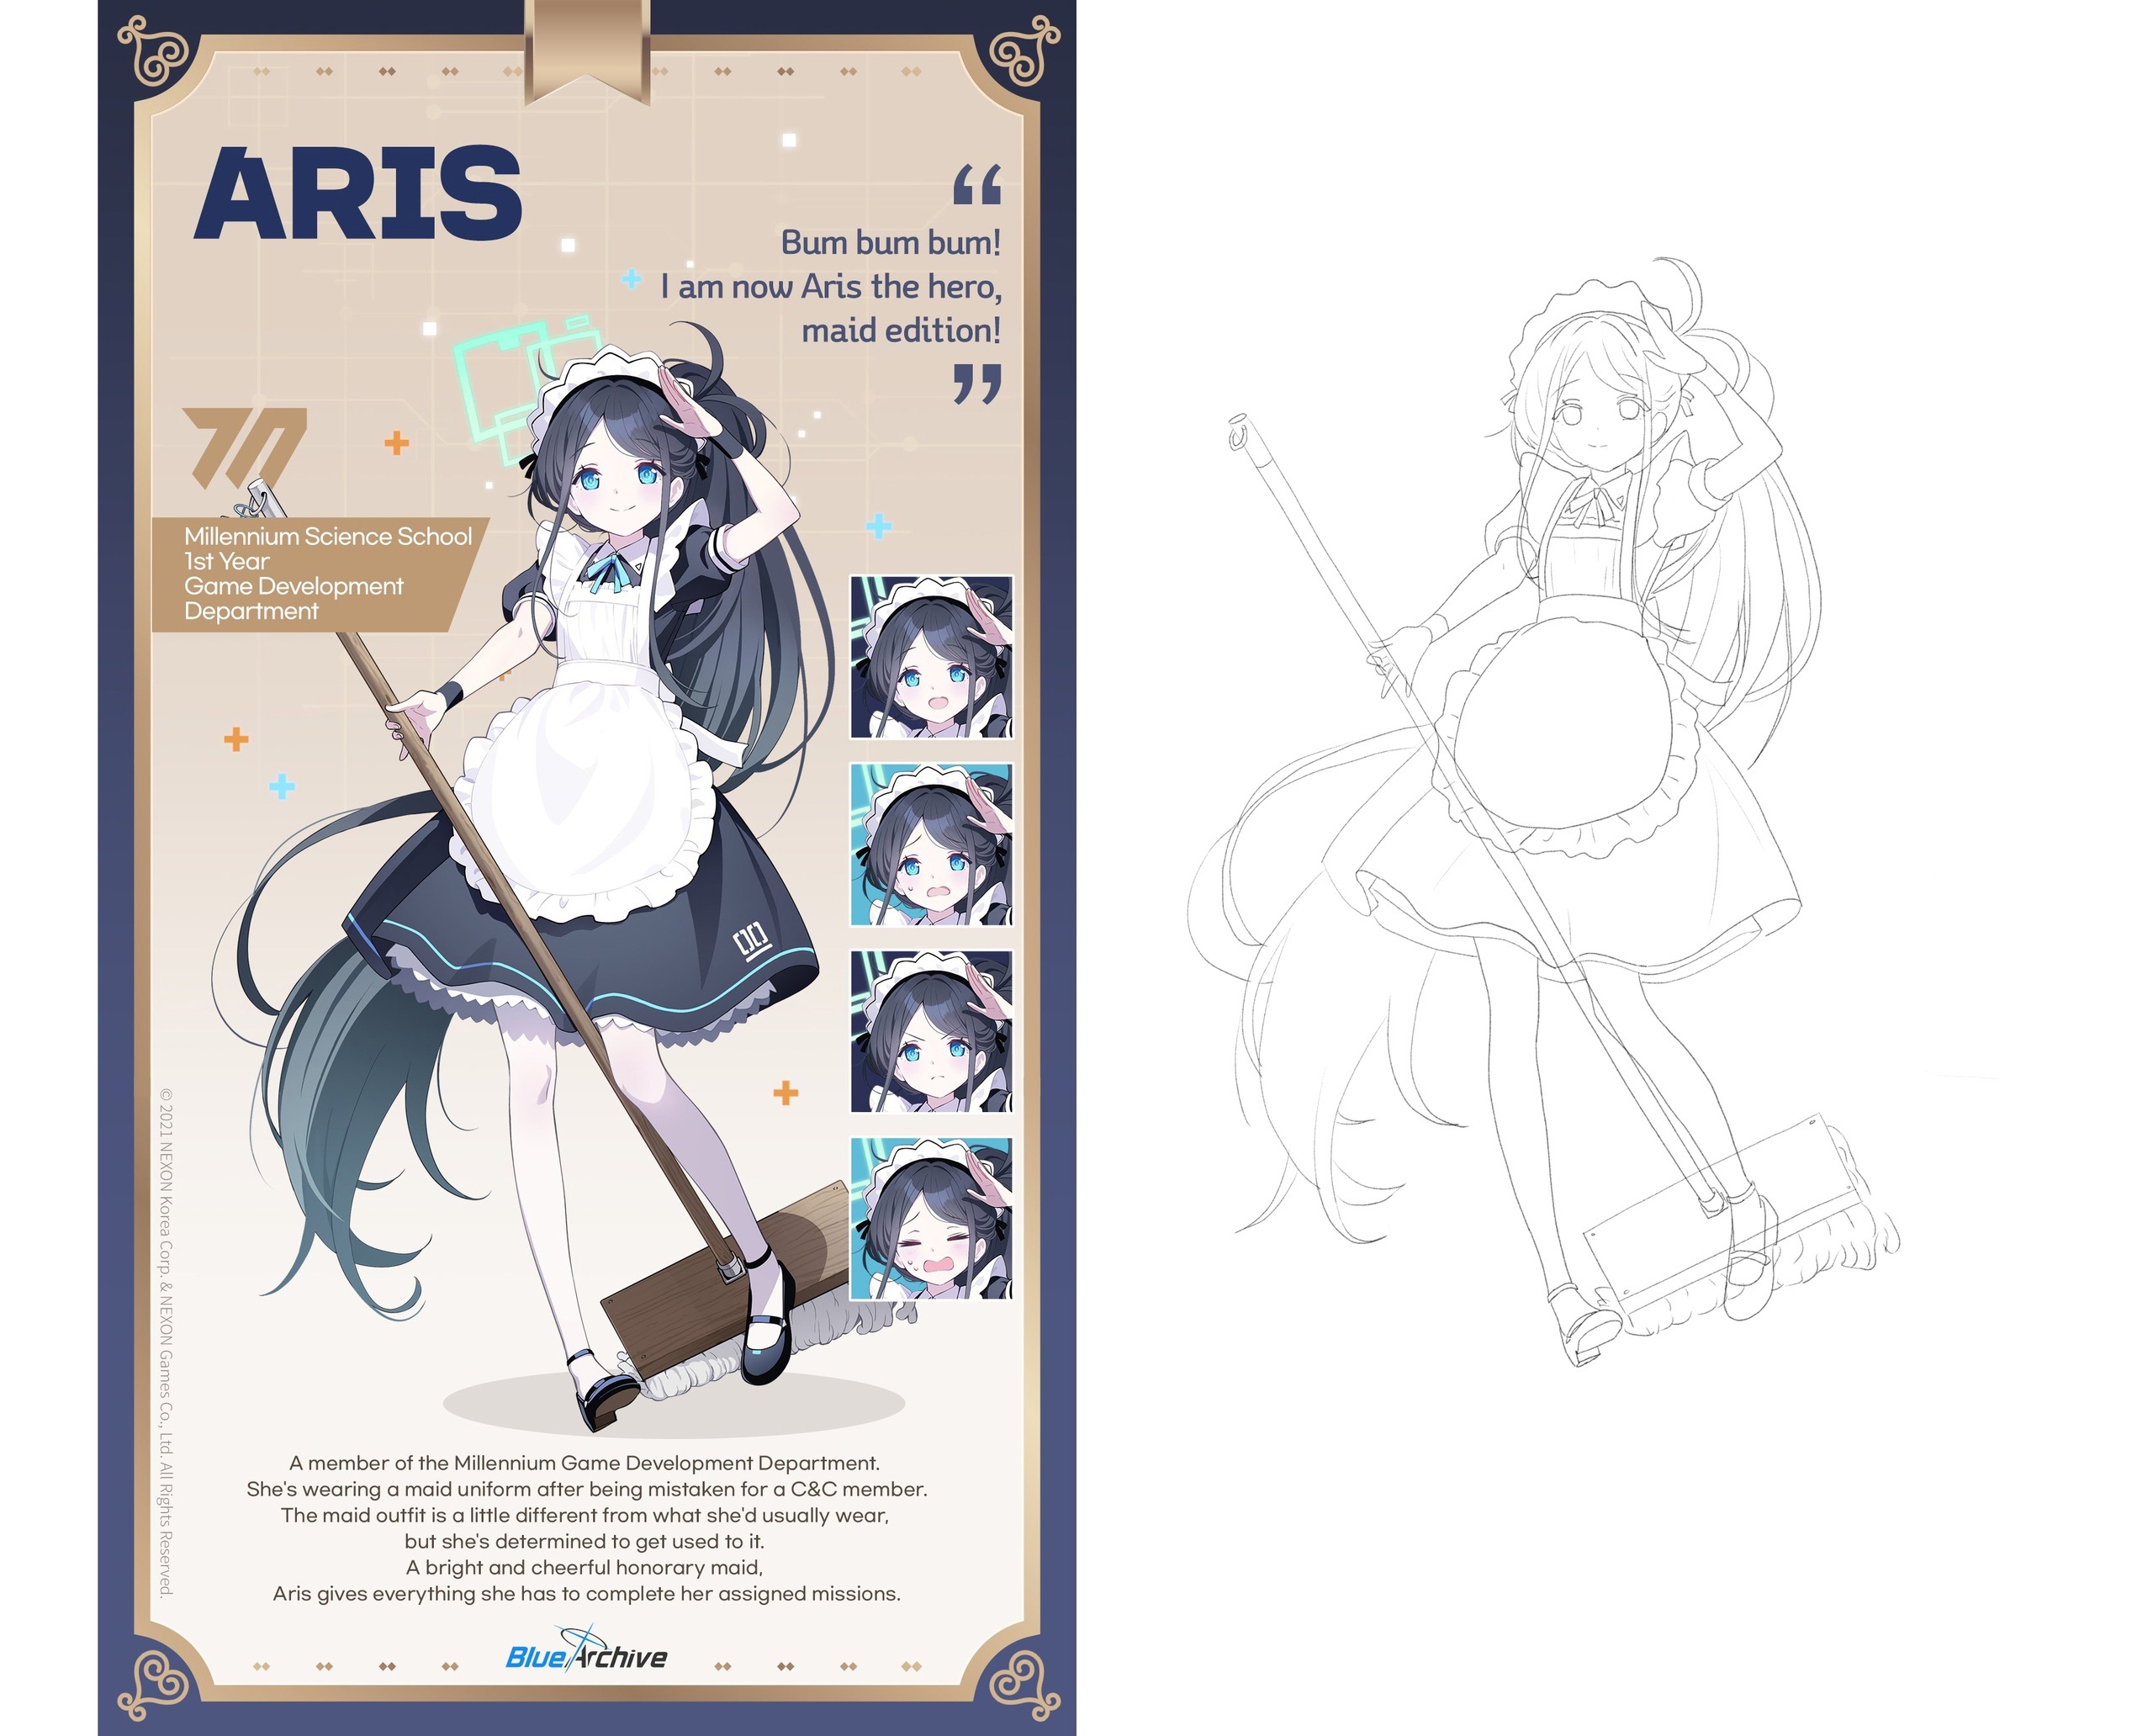 ARIS
“
Bum bum bum!
I am now Aris the hero,
maid edition!
”
Millennium Science School
1st Year
Game Development
Department
© 2021 NEXON Korea Corp. & NEXON Games Co., Ltd. All Rights Reserved.
A member of the Millennium Game Development Department.
She's wearing a maid uniform after being mistaken for a C&C member.
The maid outfit is a little different from what she'd usually wear,
but she's determined to get used to it.
A bright and cheerful honorary maid,
Aris gives everything she has to complete her assigned missions.
BlueArchive